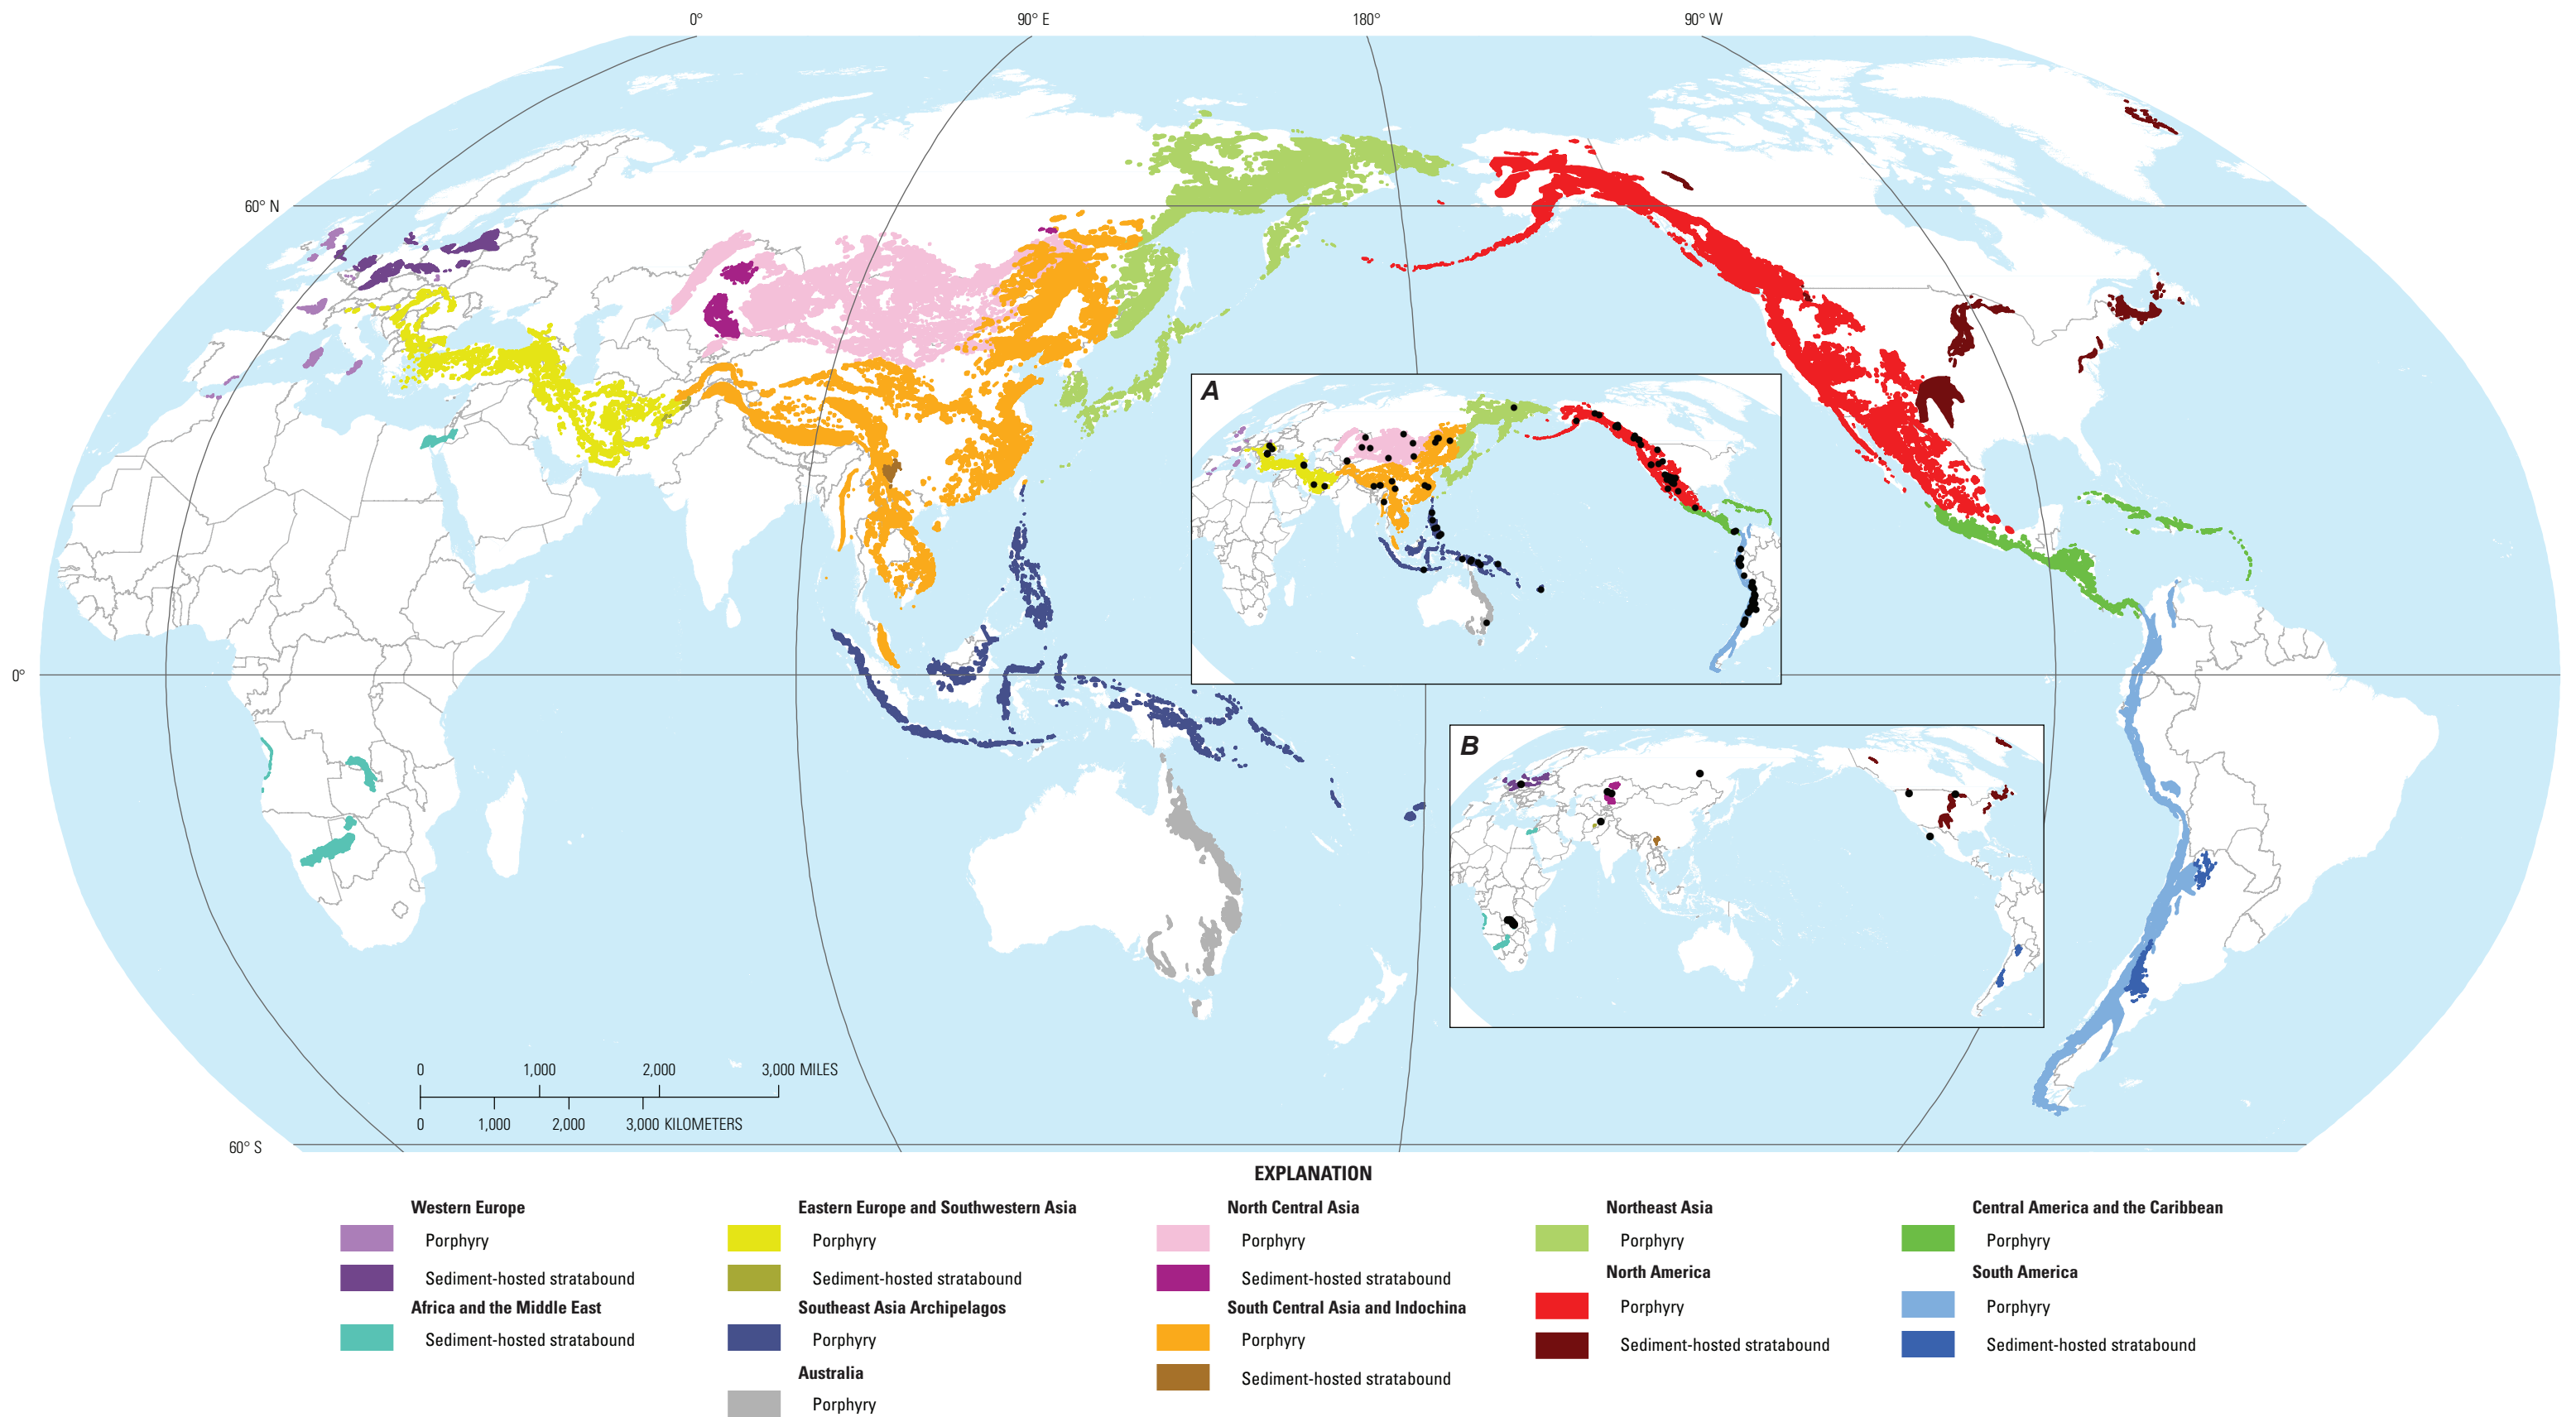 0° 90° E 180° 90° W
60° N
A
0°
B
0 1,000 2,000 3,000 MILES
0 1,000 2,000 3,000 KILOMETERS
60° S
EXPLANATION
Western Europe
Porphyry
Sediment-hosted stratabound
Africa and the Middle East
Sediment-hosted stratabound
Eastern Europe and Southwestern Asia
Porphyry
Sediment-hosted stratabound
Southeast Asia Archipelagos
Porphyry
Australia
Porphyry
North Central Asia
Porphyry
Sediment-hosted stratabound
South Central Asia and Indochina
Porphyry
Sediment-hosted stratabound
Northeast Asia
Porphyry
North America
Porphyry
Sediment-hosted stratabound
Central America and the Caribbean
Porphyry
South America
Porphyry
Sediment-hosted stratabound